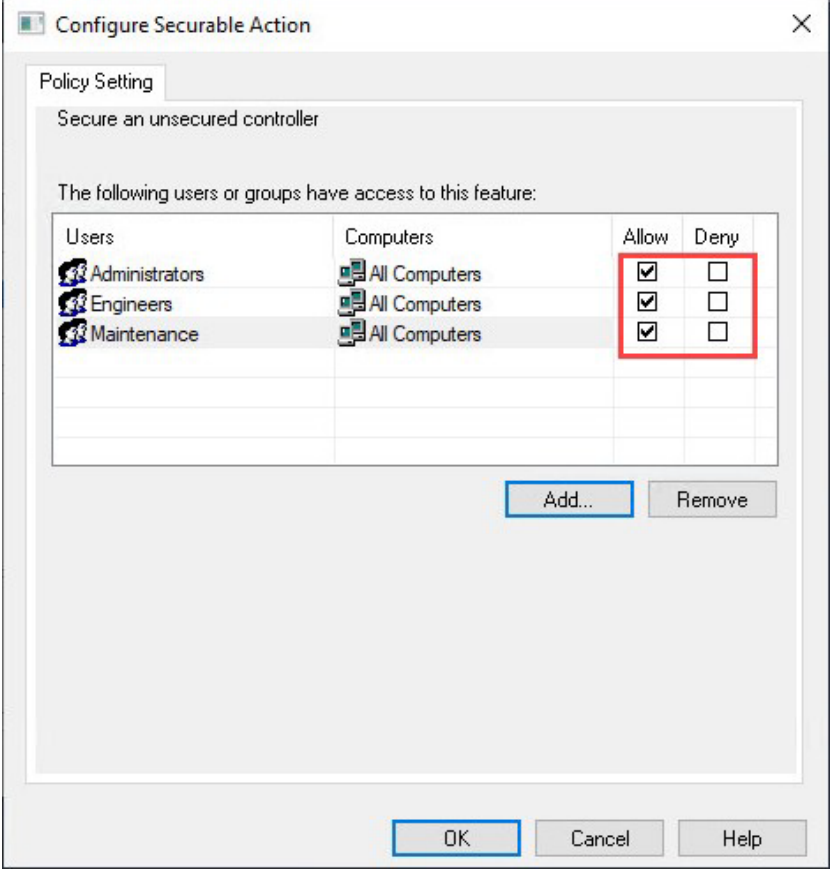 Configure Securable Action
Policy Setting
Secure an unsecured controller
The following users or groups have access to this feature:
Users Computers Allow Deny
Administrators All Computers
Engineers All Computers
Maintenance All Computers
Add... Remove
OK Cancel Help